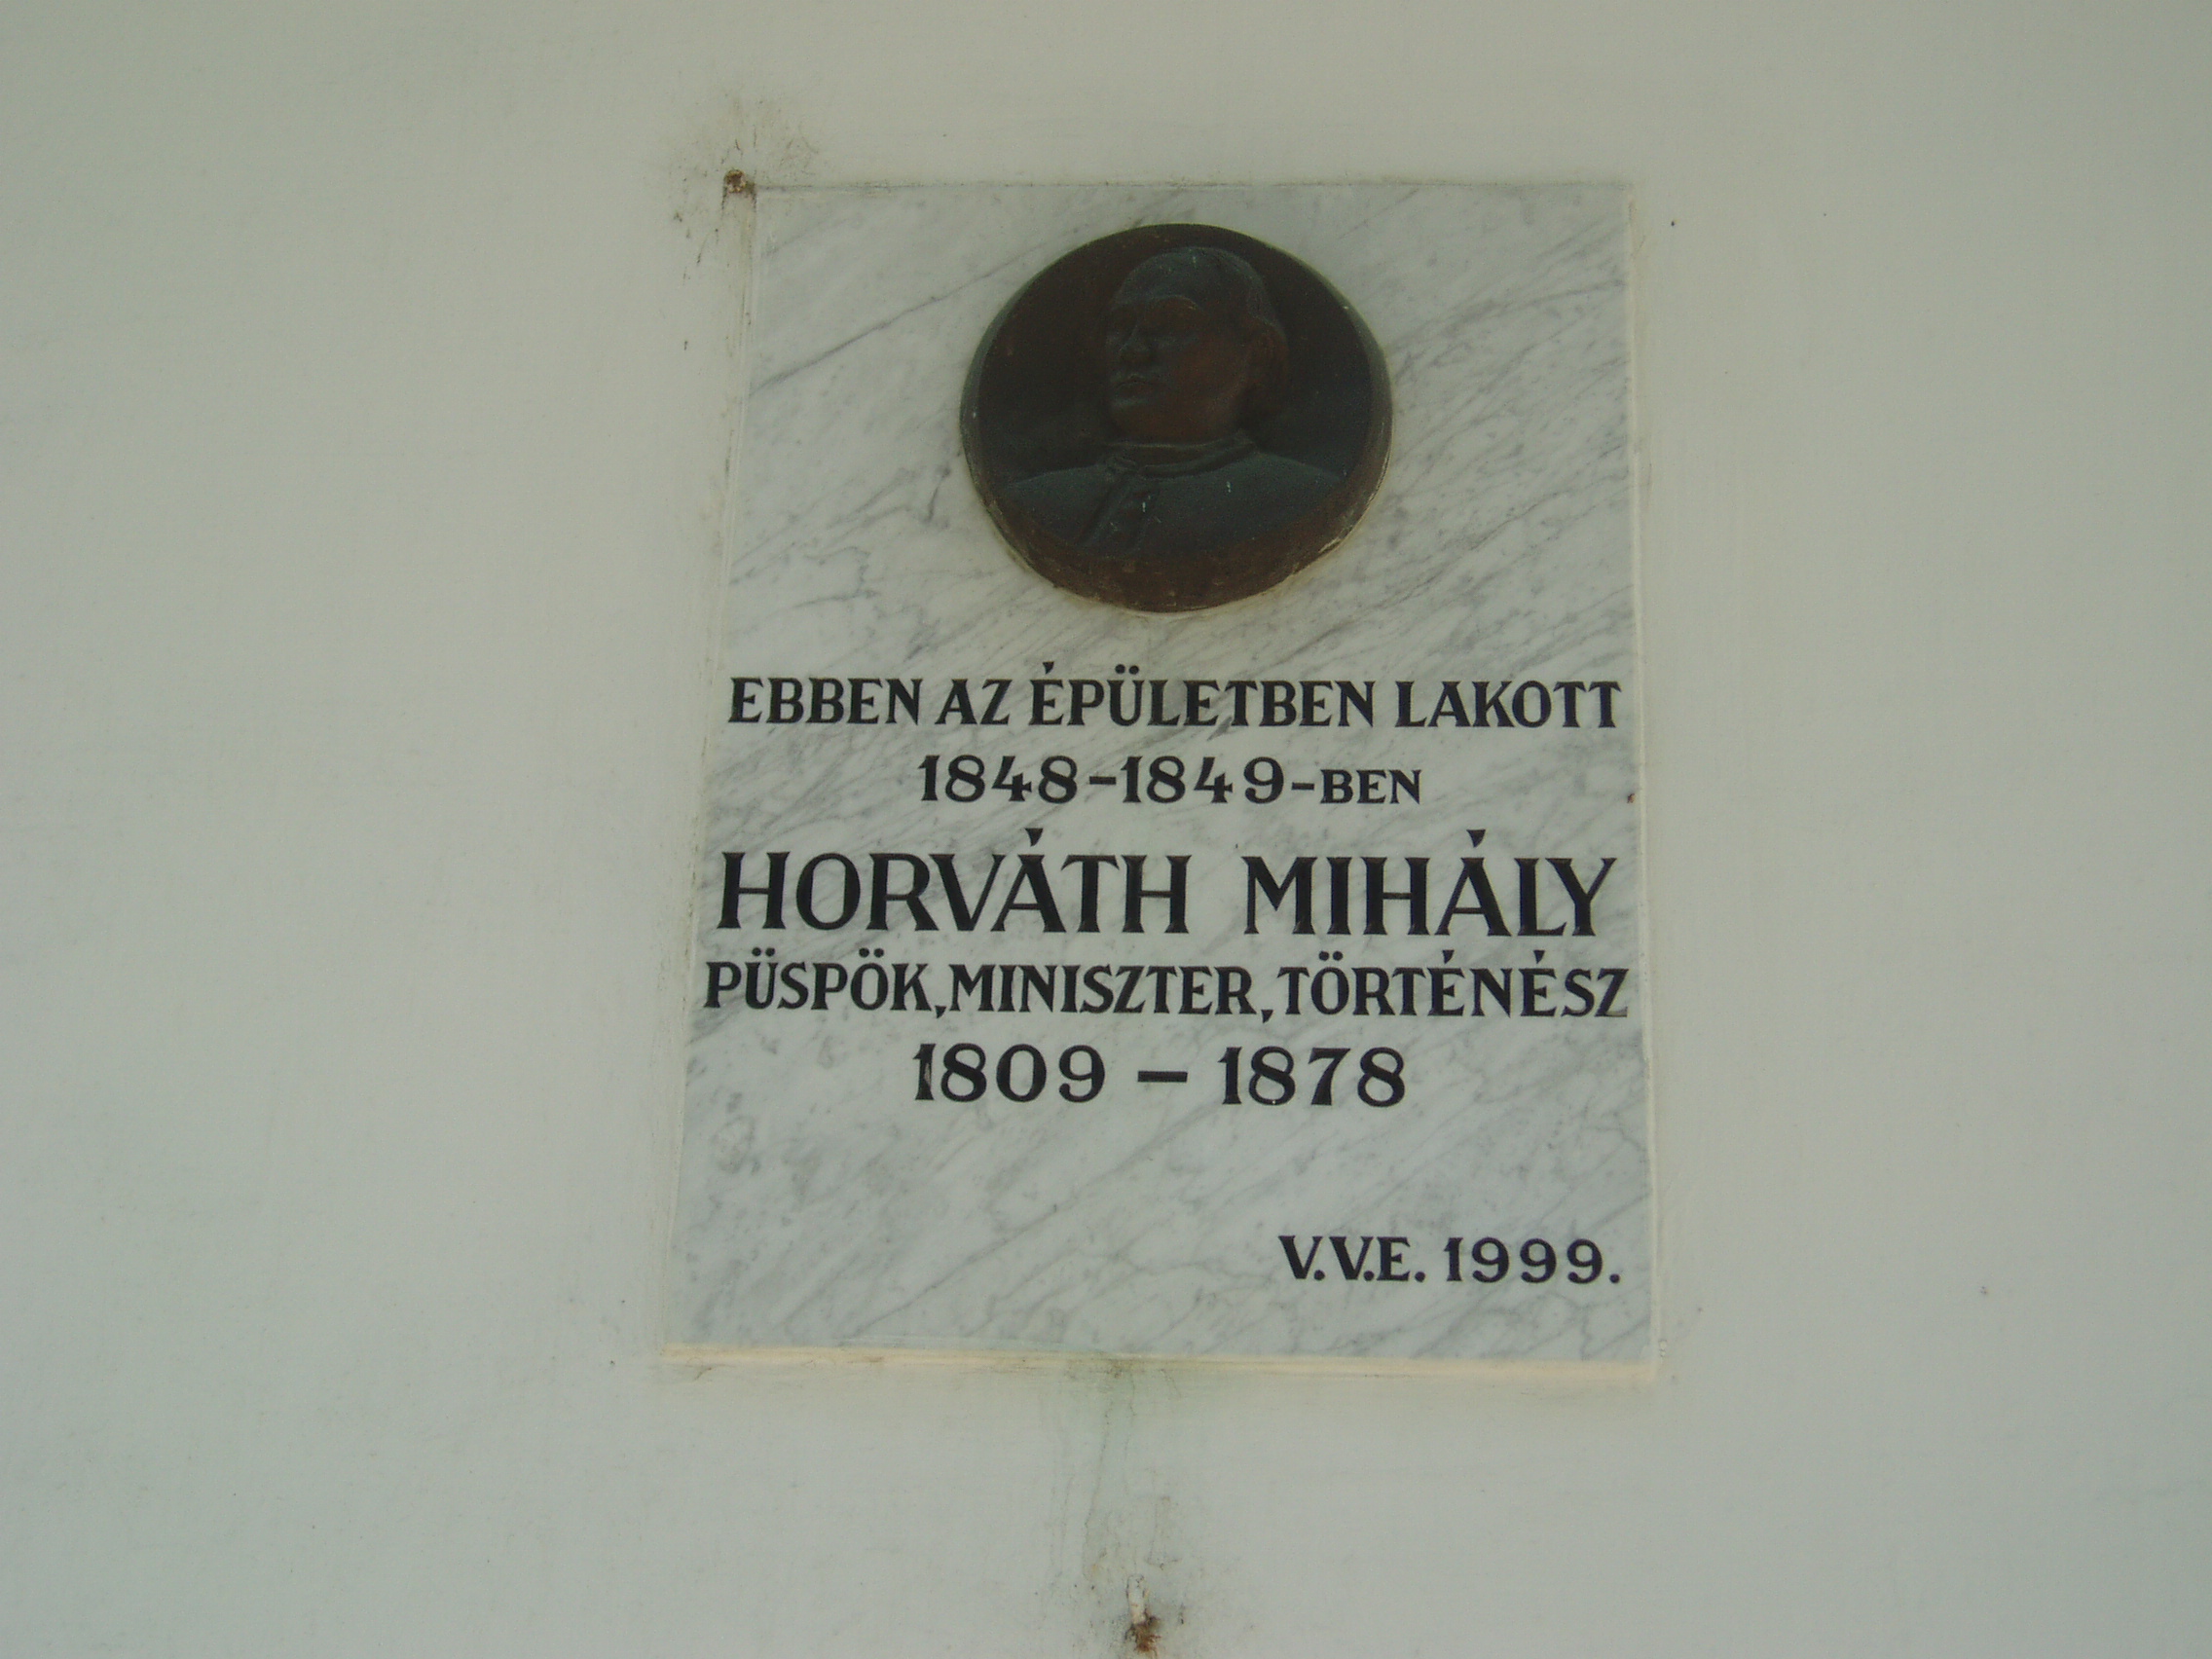 EBBEN AZ ÉPÜLETBEN LAKOTT
1848-1849-BEN
HORVÁTH MIHÁLY
PÜSPÖK, MINISZTER, TÖRTÉNÉSZ
1809 – 1878
V.V.E. 1999.